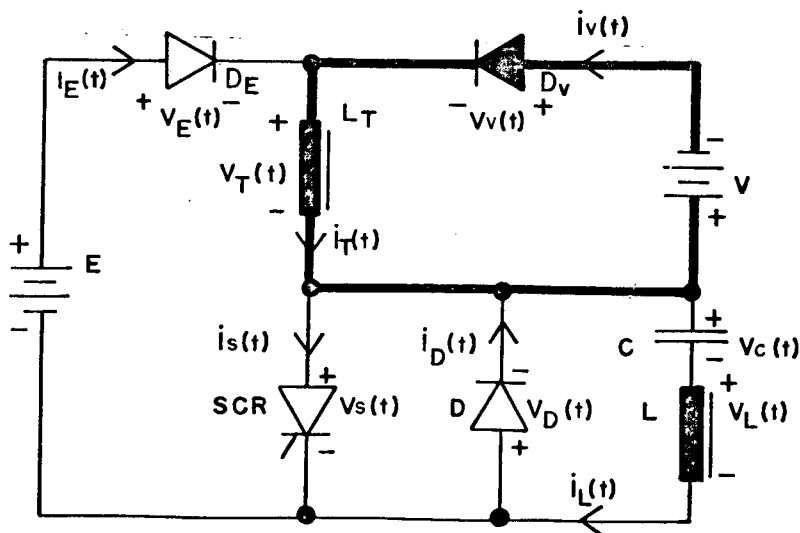 iv(t)
IE(t) + VE(t) − DE
− Vv(t) + Dv
+ LT
VT(t)
−
iT(t)
− V +
+ E −
is(t)
iD(t)
C + Vc(t) −
SCR + Vs(t) −
D − VD(t) +
L + VL(t) −
iL(t)